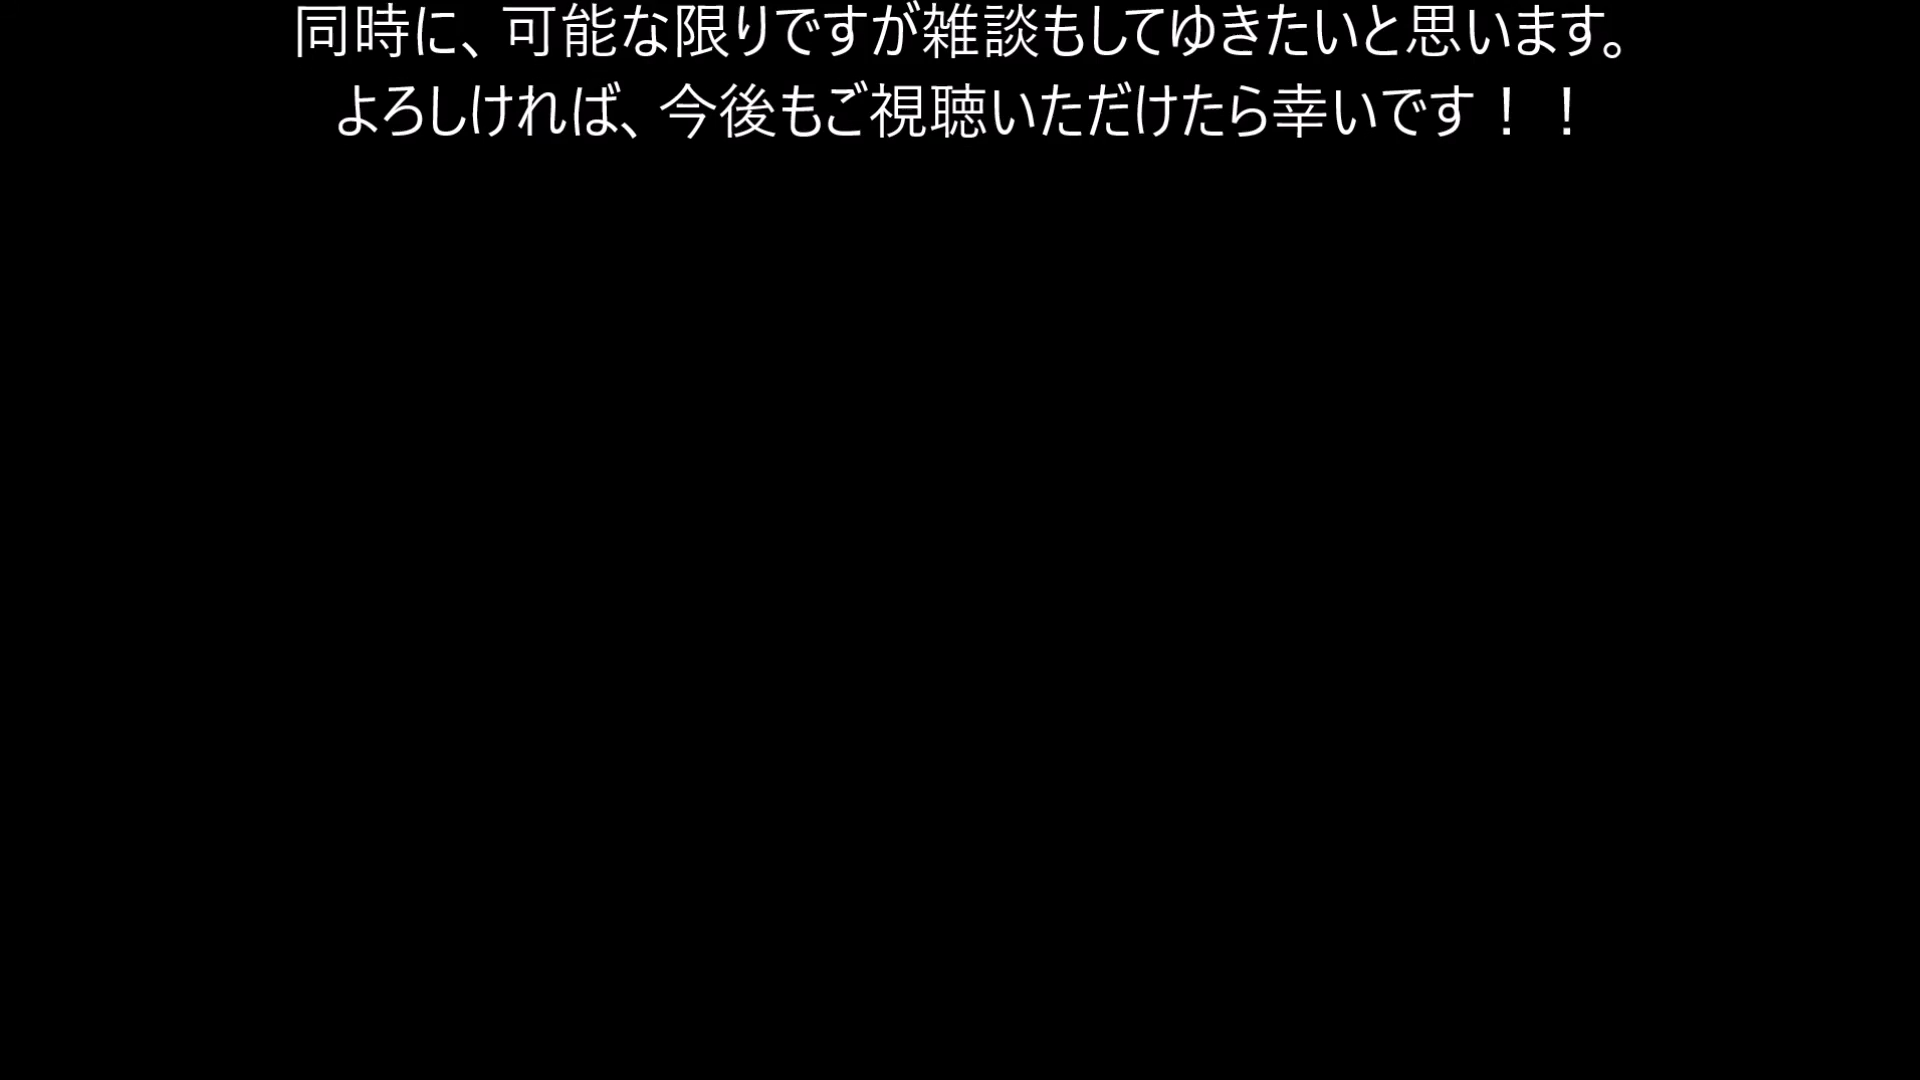 同時に、可能な限りですが雑談もしてゆきたいと思います。
よろしければ、今後もご視聴いただけたら幸いです！！